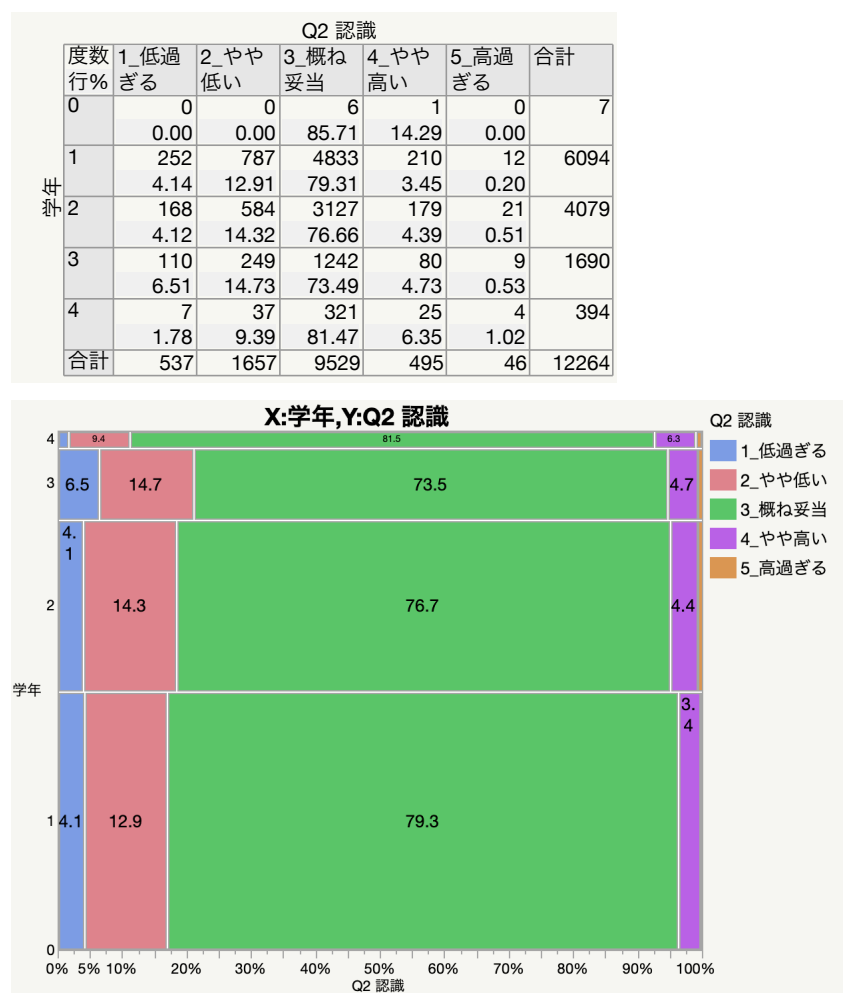 Q2 認識
度数 1_低過 2_やや 3_概ね 4_やや 5_高過 合計
行% ぎる 低い 妥当 高い ぎる
学年
0 0 0 6 1 0 7
0.00 0.00 85.71 14.29 0.00
1 252 787 4833 210 12 6094
4.14 12.91 79.31 3.45 0.20
2 168 584 3127 179 21 4079
4.12 14.32 76.66 4.39 0.51
3 110 249 1242 80 9 1690
6.51 14.73 73.49 4.73 0.53
4 7 37 321 25 4 394
1.78 9.39 81.47 6.35 1.02
合計 537 1657 9529 495 46 12264
X:学年,Y:Q2 認識
Q2 認識
1_低過ぎる
2_やや低い
3_概ね妥当
4_やや高い
5_高過ぎる
4 9.4 81.5 6.3
3 6.5 14.7 73.5 4.7
4.
1
2 14.3 76.7 4.4
学年
3.
4
1 4.1 12.9 79.3
0
0% 5% 10% 20% 30% 40% 50% 60% 70% 80% 90% 100%
Q2 認識